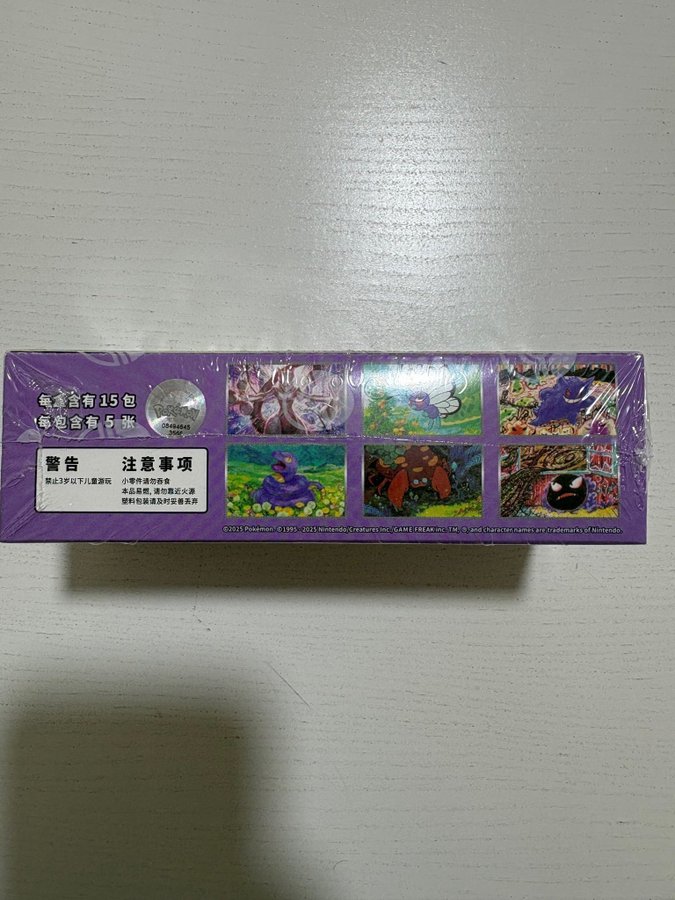 每盒含有 15 包
每包含有 5 张
08494645
警告
禁止3岁以下儿童游玩
注意事项
小零件请勿吞食
本品易燃, 请勿靠近火源
塑料包装请及时妥善丢弃
©2025 Pokémon. ©1995 - 2025 Nintendo/Creatures Inc. /GAME FREAK inc. TM, ®, and character names are trademarks of Nintendo.